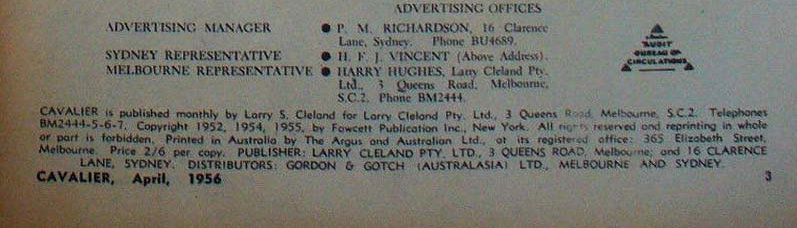 ADVERTISING OFFICES
ADVERTISING MANAGER ● P. M. RICHARDSON, 16 Clarence
Lane, Sydney. Phone BU4689.
SYDNEY REPRESENTATIVE ● H. F. J. VINCENT (Above Address).
MELBOURNE REPRESENTATIVE ● HARRY HUGHES, Larry Cleland Pty.
Ltd., 3 Queens Road, Melbourne,
S.C.2. Phone BM2444.
AUDIT
BUREAU OF
CIRCULATIONS
CAVALIER is published monthly by Larry S. Cleland for Larry Cleland Pty. Ltd., 3 Queens Road, Melbourne, S.C.2. Telephones
BM2444-5-6-7. Copyright 1952, 1954, 1955, by Fawcett Publication Inc., New York. All rights reserved and reprinting in whole
or part is forbidden. Printed in Australia by The Argus and Australian Ltd., at its registered office: 365 Elizabeth Street,
Melbourne. Price 2/6 per copy. PUBLISHER: LARRY CLELAND PTY. LTD., 3 QUEENS ROAD, Melbourne; and 16 CLARENCE
LANE, SYDNEY. DISTRIBUTORS: GORDON & GOTCH (AUSTRALASIA) LTD., MELBOURNE AND SYDNEY.
CAVALIER, April, 1956 3